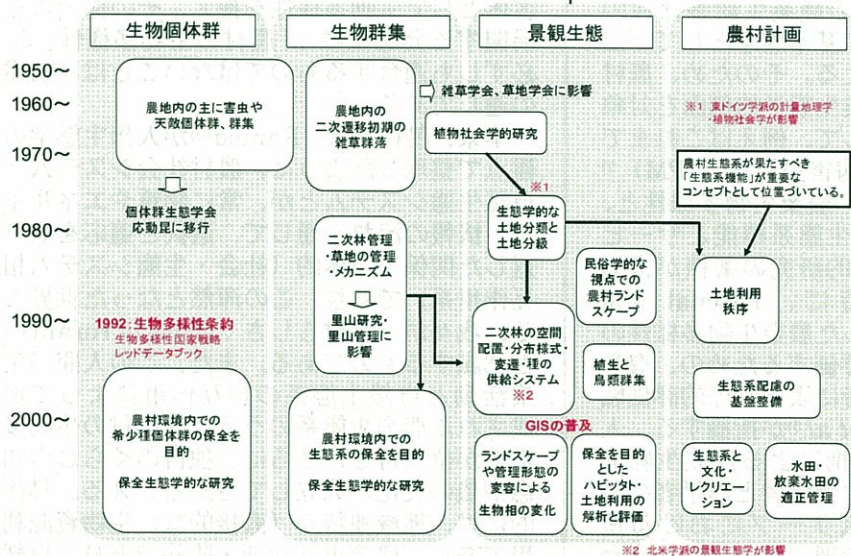 生物個体群
生物群集
景観生態
農村計画
1950～
1960～
1970～
1980～
1990～
2000～
農地内の主に害虫や
天敵個体群、群集
個体群生態学会
応動昆に移行
1992：生物多様性条約
生物多様性国家戦略
レッドデータブック
農村環境内での
希少種個体群の保全を
目的
保全生態学的な研究
農地内の
二次遷移初期の
雑草群落
雑草学会、草地学会に影響
二次林管理
・草地の管理
・メカニズム
里山研究・
里山管理に
影響
農村環境内での
生態系の保全を目的
保全生態学的な研究
植物社会学的研究
※1
生態学的な
土地分類と
土地分級
民俗学的な
視点での
農村ランド
スケープ
二次林の空間
配置・分布様式・
変遷・種の
供給システム
※2
植生と
鳥類群集
GISの普及
ランドスケープ
や管理形態の
変容による
生物相の変化
保全を目的
とした
ハビタット・
土地利用の
解析と評価
※1 東ドイツ学派の計量地理学
・植物社会学が影響
農村生態系が果たすべき
「生態系機能」が重要な
コンセプトとして位置づいている。
土地利用
秩序
生態系配慮の
基盤整備
生態系と
文化・
レクリエー
ション
水田・
放棄水田の
適正管理
※2 北米学派の景観生態学が影響